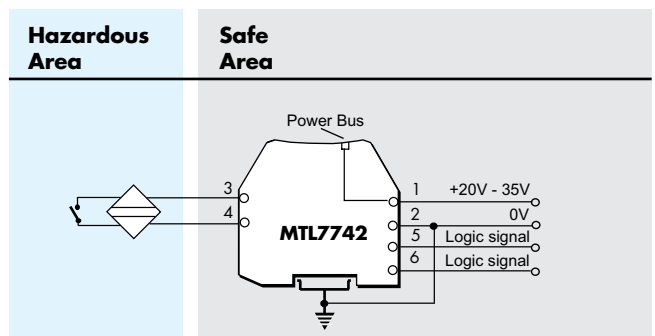 Hazardous
Area
Safe
Area
Power Bus
3
4
MTL7742
1 +20V - 35V
2 0V
5 Logic signal
6 Logic signal